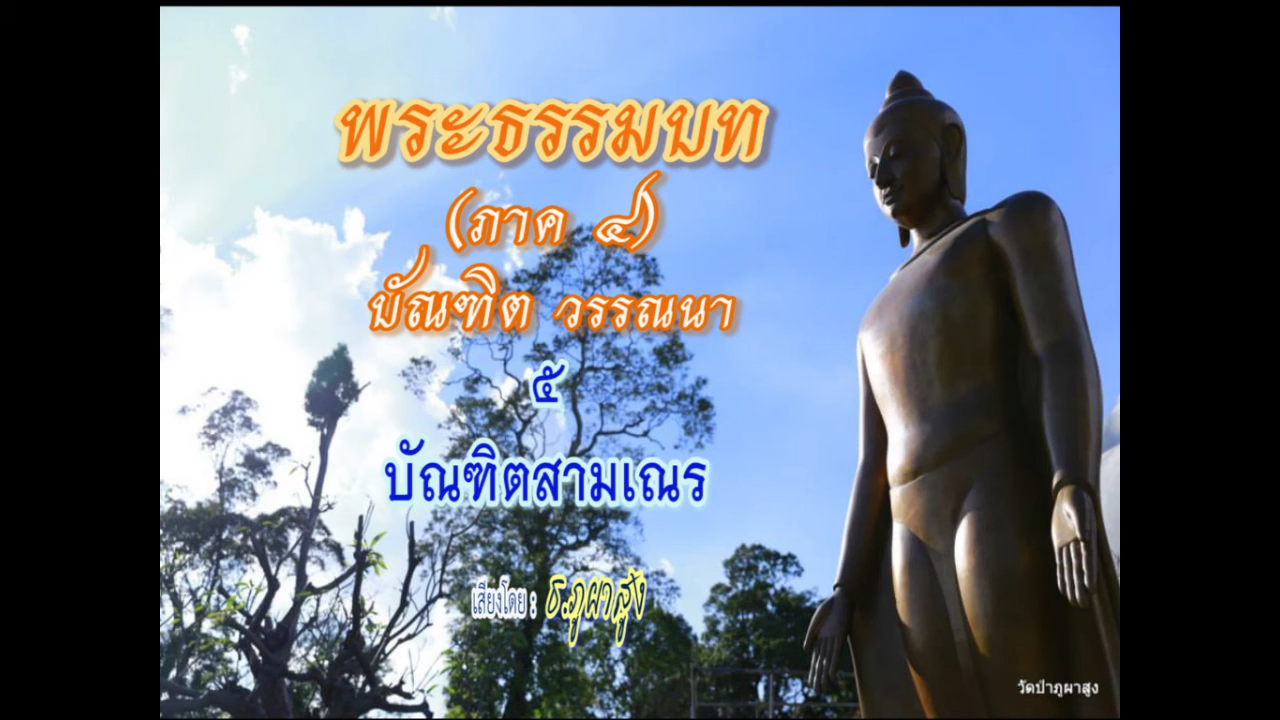 พระธรรมบท
(ภาค ๔)
บัณฑิต วรรณนา
๕
บัณฑิตสามเณร
เสียงโดย : ธ.ภูผาสูง
วัดป่าภูผาสูง